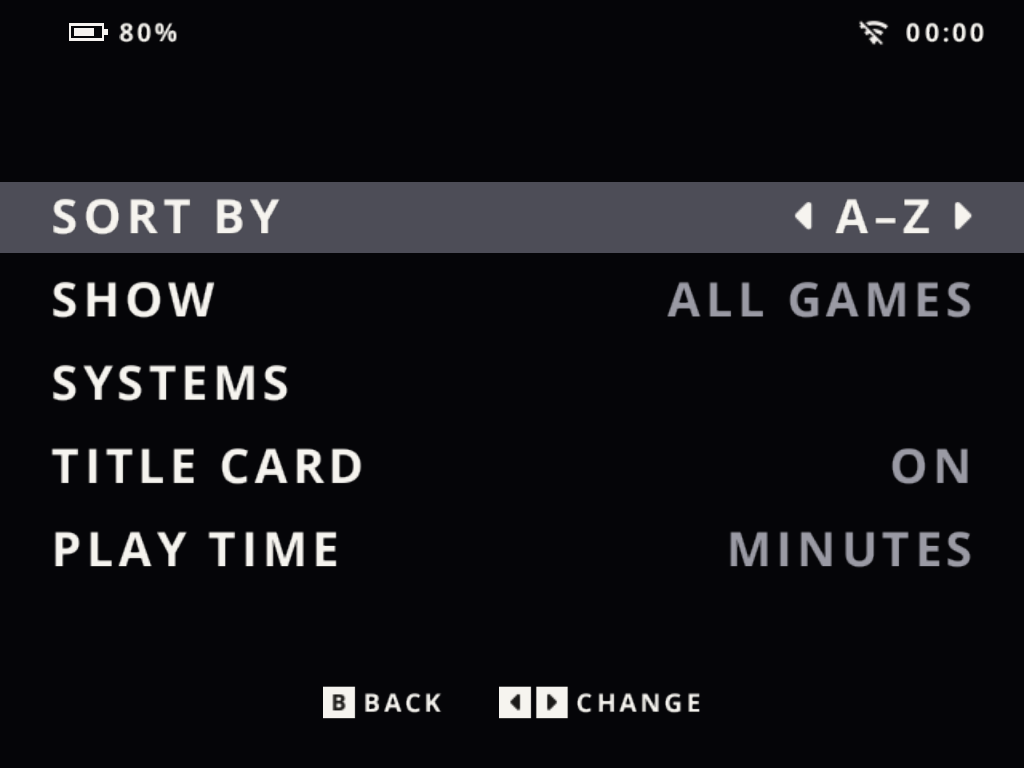 80% 00:00
SORT BY A–Z
SHOW ALL GAMES
SYSTEMS
TITLE CARD ON
PLAY TIME MINUTES
B BACK CHANGE